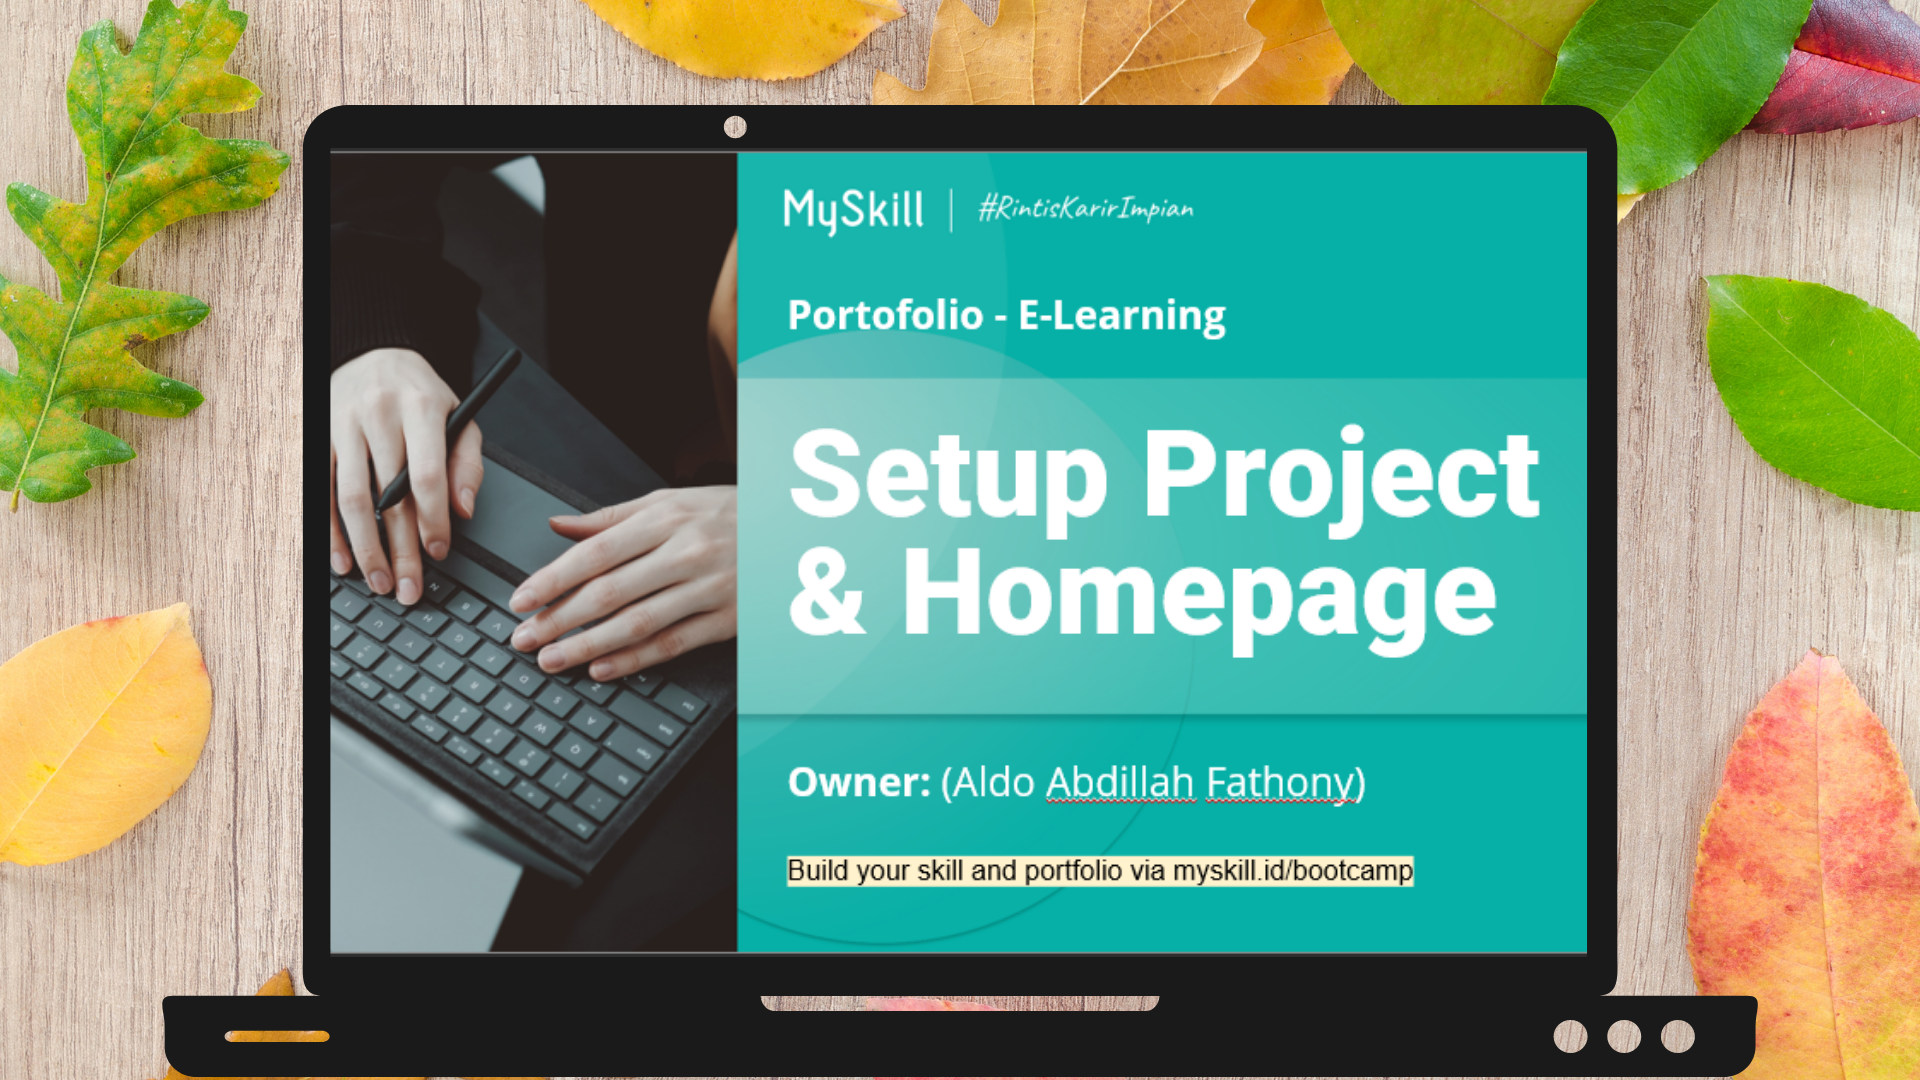 MySkill | #RintisKarirImpian
Portofolio - E-Learning
Setup Project
& Homepage
Owner: (Aldo Abdillah Fathony)
Build your skill and portfolio via myskill.id/bootcamp